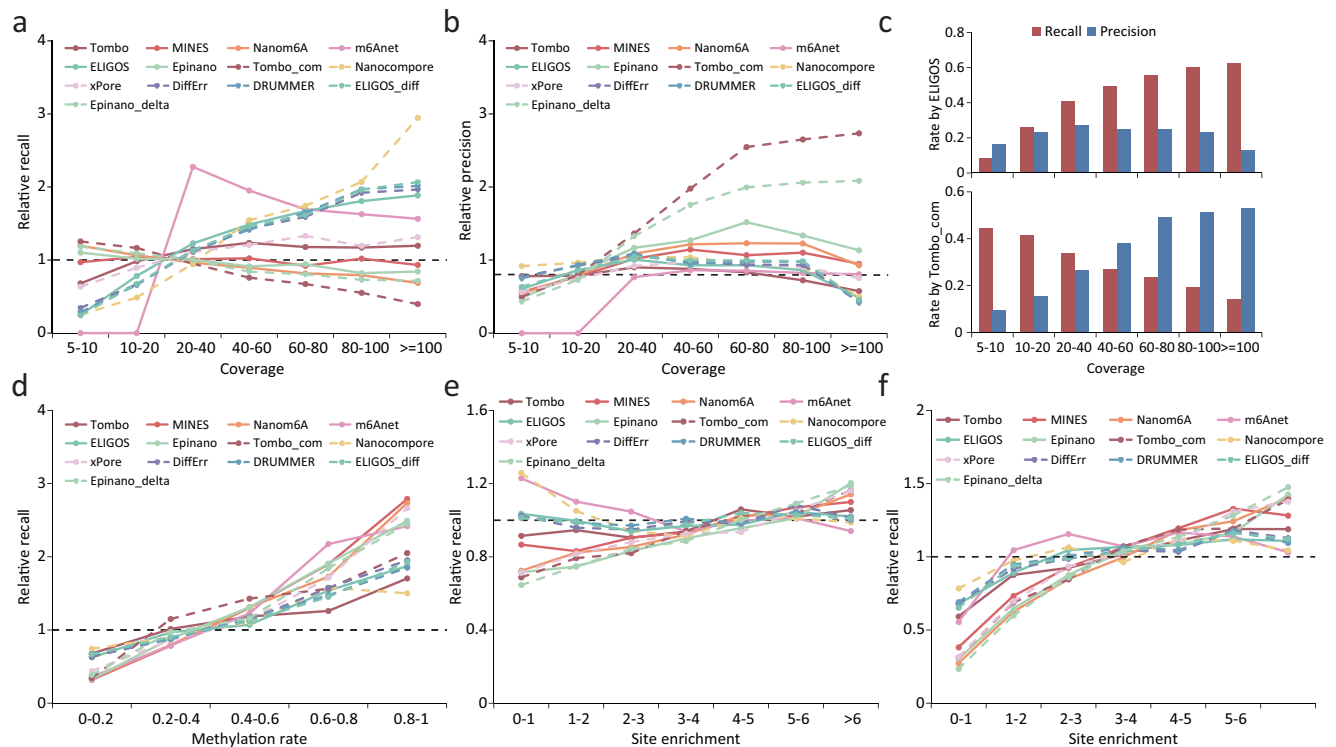 a
4
Tombo MINES Nanom6A m6Anet
ELIGOS Epinano Tombo_com Nanocompore
xPore DiffErr DRUMMER ELIGOS_diff
Epinano_delta
3
2
1
0
Relative recall
5-10 10-20 20-40 40-60 60-80 80-100 >=100
Coverage
b
4
Tombo MINES Nanom6A m6Anet
ELIGOS Epinano Tombo_com Nanocompore
xPore DiffErr DRUMMER ELIGOS_diff
Epinano_delta
3
2
1
0
Relative precision
5-10 10-20 20-40 40-60 60-80 80-100 >=100
Coverage
c
Recall Precision
0.8
0.4
0.2
0
Rate by ELIGOS
0.6
0.4
0.2
0
Rate by Tombo_com
5-10 10-20 20-40 40-60 60-80 80-100 >=100
Coverage
d
4
Tombo MINES Nanom6A m6Anet
ELIGOS Epinano Tombo_com Nanocompore
xPore DiffErr DRUMMER ELIGOS_diff
Epinano_delta
3
2
1
0
Relative recall
0-0.2 0.2-0.4 0.4-0.6 0.6-0.8 0.8-1
Methylation rate
e
1.6
Tombo MINES Nanom6A m6Anet
ELIGOS Epinano Tombo_com Nanocompore
xPore DiffErr DRUMMER ELIGOS_diff
Epinano_delta
1.2
0.8
0.4
0
Relative recall
0-1 1-2 2-3 3-4 4-5 5-6 >6
Site enrichment
f
2
Tombo MINES Nanom6A m6Anet
ELIGOS Epinano Tombo_com Nanocompore
xPore DiffErr DRUMMER ELIGOS_diff
Epinano_delta
1.5
1
0.5
0
Relative recall
0-1 1-2 2-3 3-4 4-5 5-6
Site enrichment